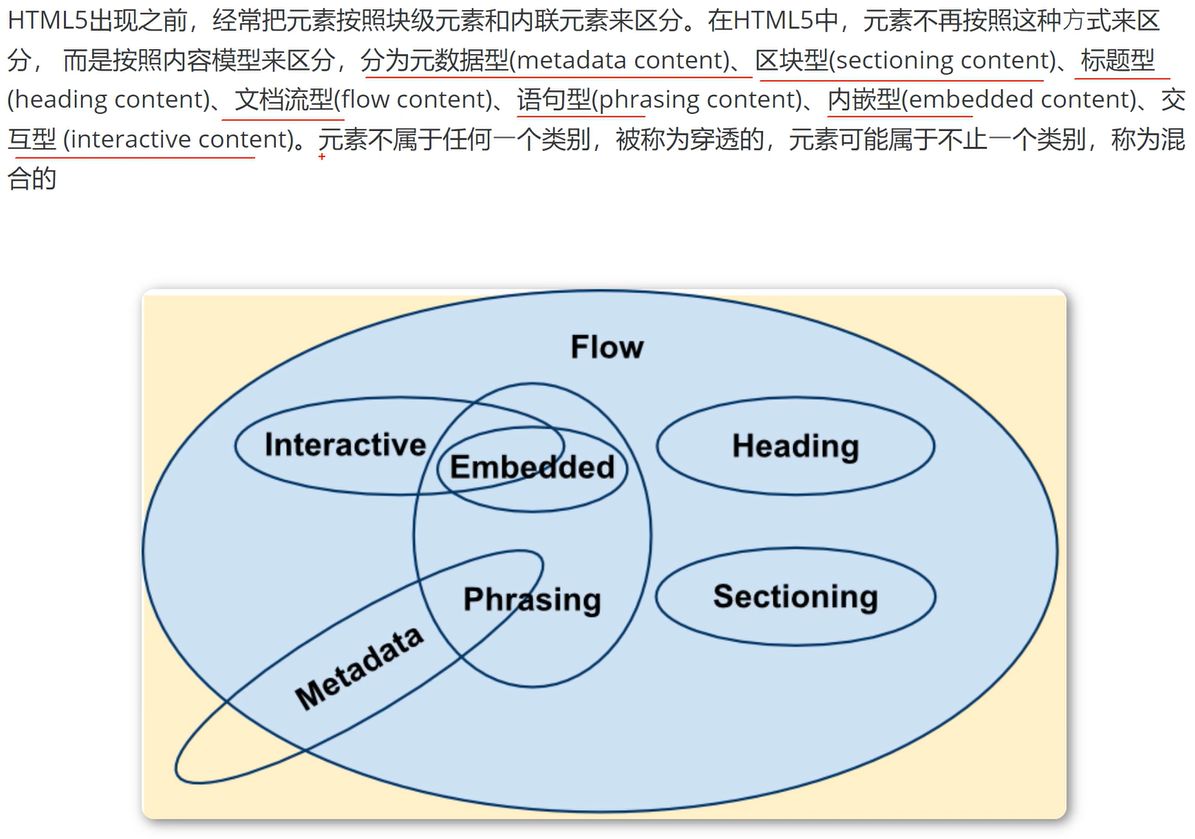 HTML5出现之前，经常把元素按照块级元素和内联元素来区分。在HTML5中，元素不再按照这种方式来区
分， 而是按照内容模型来区分，分为元数据型(metadata content)、区块型(sectioning content)、标题型
(heading content)、文档流型(flow content)、语句型(phrasing content)、内嵌型(embedded content)、交
互型 (interactive content)。元素不属于任何一个类别，被称为穿透的，元素可能属于不止一个类别，称为混
合的
Flow
Interactive
Embedded
Heading
Phrasing
Sectioning
Metadata